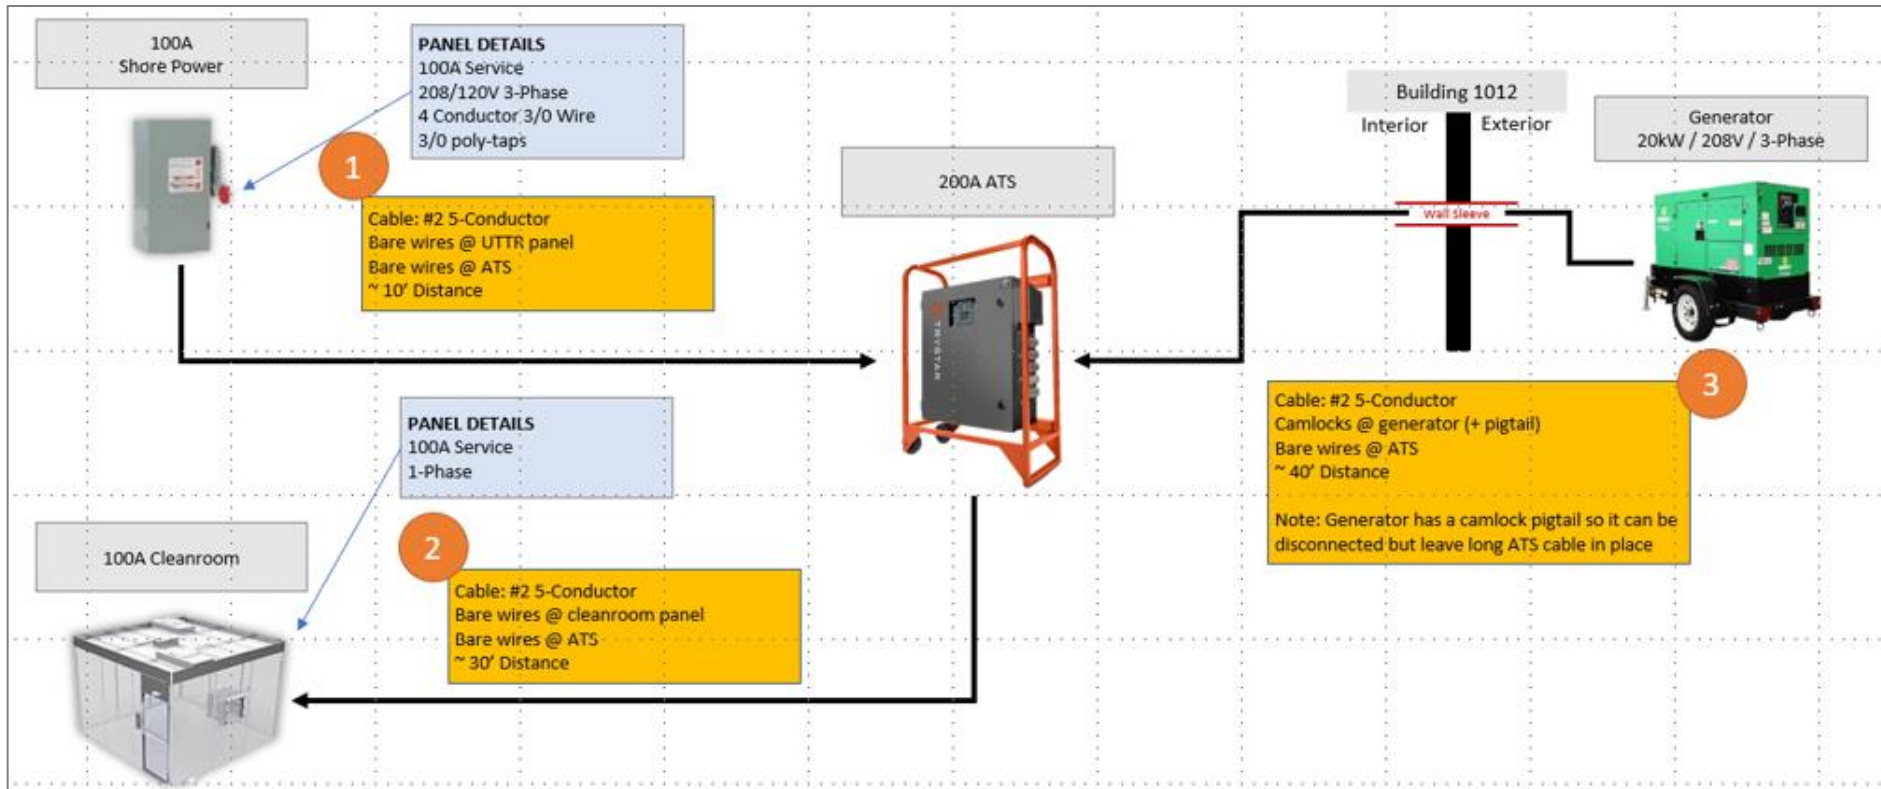 100A
Shore Power
PANEL DETAILS
100A Service
208/120V 3-Phase
4 Conductor 3/0 Wire
3/0 poly-taps
1
Cable: #2 5-Conductor
Bare wires @ UTTR panel
Bare wires @ ATS
~ 10' Distance
200A ATS
TRYSTAR
Building 1012
Interior
Exterior
Wall Sleeve
Generator
20kW / 208V / 3-Phase
3
Cable: #2 5-Conductor
Camlocks @ generator (+ pigtail)
Bare wires @ ATS
~ 40' Distance
Note: Generator has a camlock pigtail so it can be
disconnected but leave long ATS cable in place
PANEL DETAILS
100A Service
1-Phase
2
100A Cleanroom
Cable: #2 5-Conductor
Bare wires @ cleanroom panel
Bare wires @ ATS
~ 30' Distance